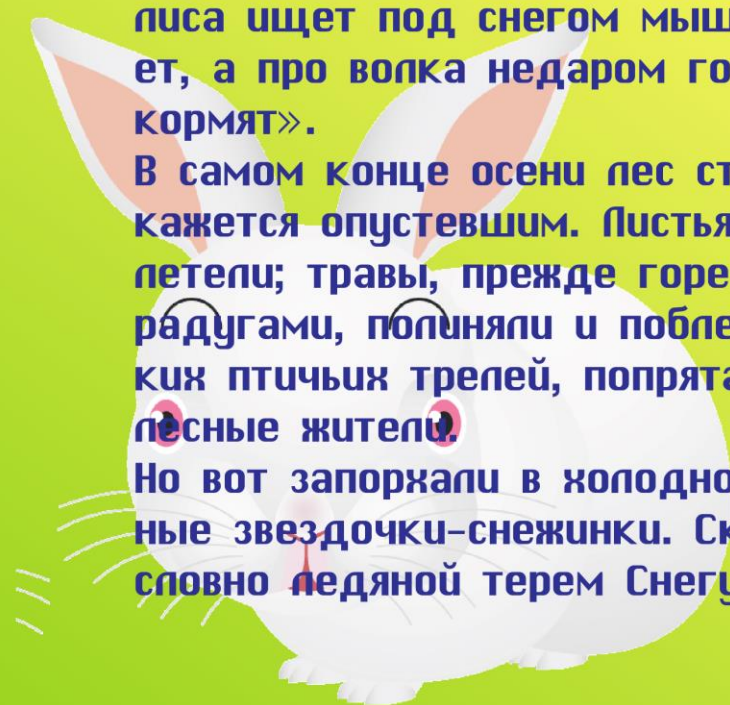 лиса ищет под снегом мыш
ет, а про волка недаром го
кормят».
В самом конце осени лес ст
кажется опустевшим. Листья
летели; травы, прежде горе
радугами, полиняли и побле
ких птичьих трелей, попрята
лесные жители.
Но вот запорхали в холодно
ные звездочки-снежинки. Ск
словно ледяной терем Снегу